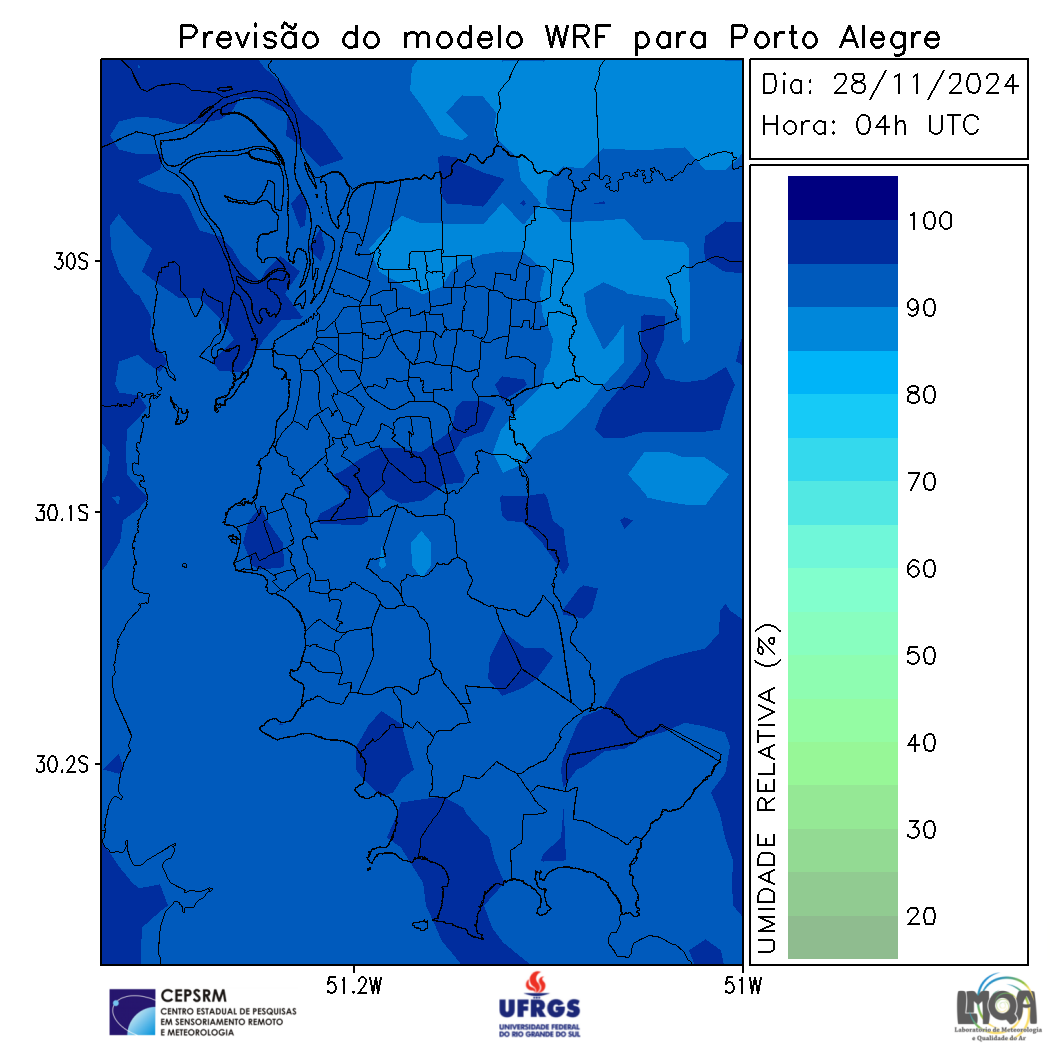 Previsão do modelo WRF para Porto Alegre
Dia: 28/11/2024
Hora: 04h UTC
30S
30.1S
30.2S
51.2W
51W
UMIDADE RELATIVA (%)
100
90
80
70
60
50
40
30
20
CEPSRM
CENTRO ESTADUAL DE PESQUISAS
EM SENSORIAMENTO REMOTO
E METEOROLOGIA
UFRGS
UNIVERSIDADE FEDERAL
DO RIO GRANDE DO SUL
LMQA
Laboratório de Meteorologia
e Qualidade do Ar